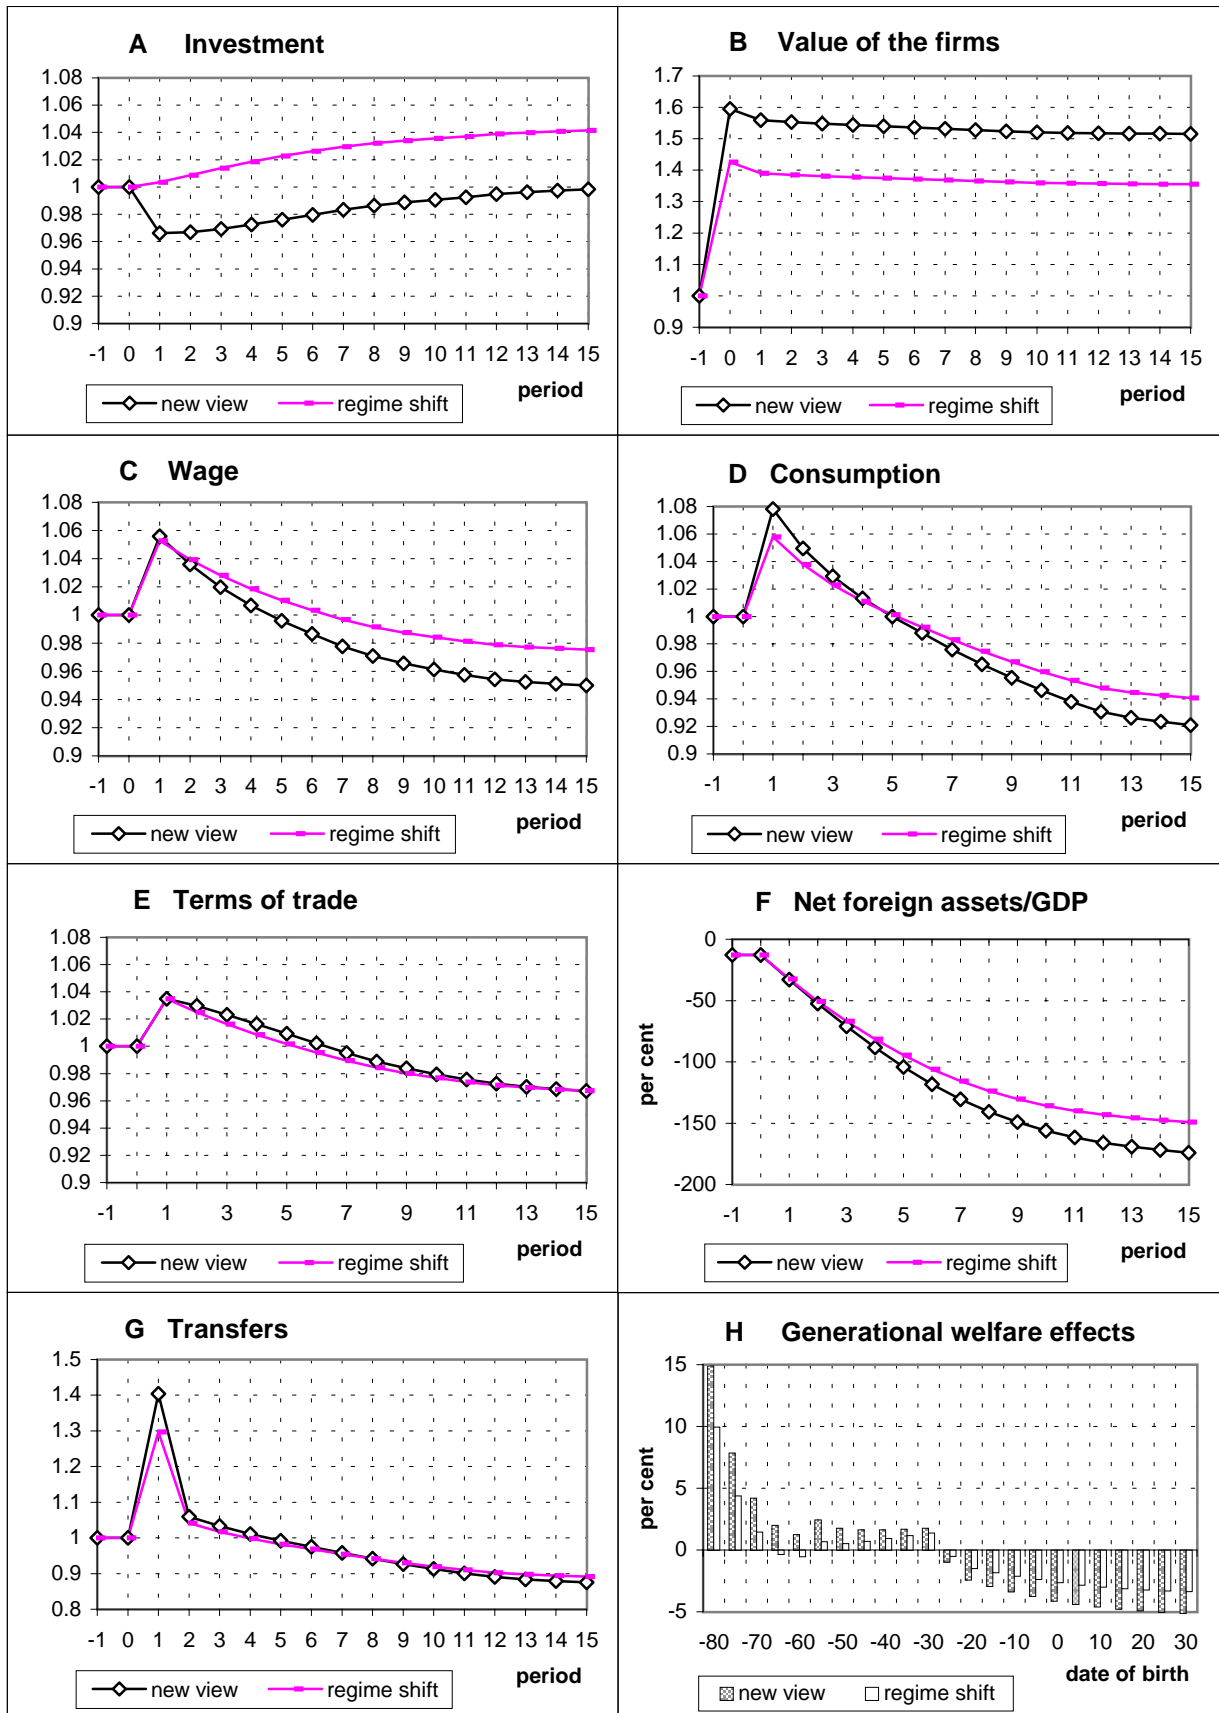 A Investment
1.08
1.06
1.04
1.02
1
0.98
0.96
0.94
0.92
0.9
-1 0 1 2 3 4 5 6 7 8 9 10 11 12 13 14 15
period
new view regime shift
B Value of the firms
1.7
1.6
1.5
1.4
1.3
1.2
1.1
1
0.9
-1 0 1 2 3 4 5 6 7 8 9 10 11 12 13 14 15
period
new view regime shift
C Wage
1.08
1.06
1.04
1.02
1
0.98
0.96
0.94
0.92
0.9
-1 0 1 2 3 4 5 6 7 8 9 10 11 12 13 14 15
period
new view regime shift
D Consumption
1.08
1.06
1.04
1.02
1
0.98
0.96
0.94
0.92
0.9
-1 1 3 5 7 9 11 13 15
period
new view regime shift
E Terms of trade
1.08
1.06
1.04
1.02
1
0.98
0.96
0.94
0.92
0.9
-1 1 3 5 7 9 11 13 15
period
new view regime shift
F Net foreign assets/GDP
per cent
0
-50
-100
-150
-200
-1 1 3 5 7 9 11 13 15
period
new view regime shift
G Transfers
1.5
1.4
1.3
1.2
1.1
1
0.9
0.8
-1 0 1 2 3 4 5 6 7 8 9 10 11 12 13 14 15
period
new view regime shift
H Generational welfare effects
per cent
15
10
5
0
-5
-80 -70 -60 -50 -40 -30 -20 -10 0 10 20 30
date of birth
new view regime shift